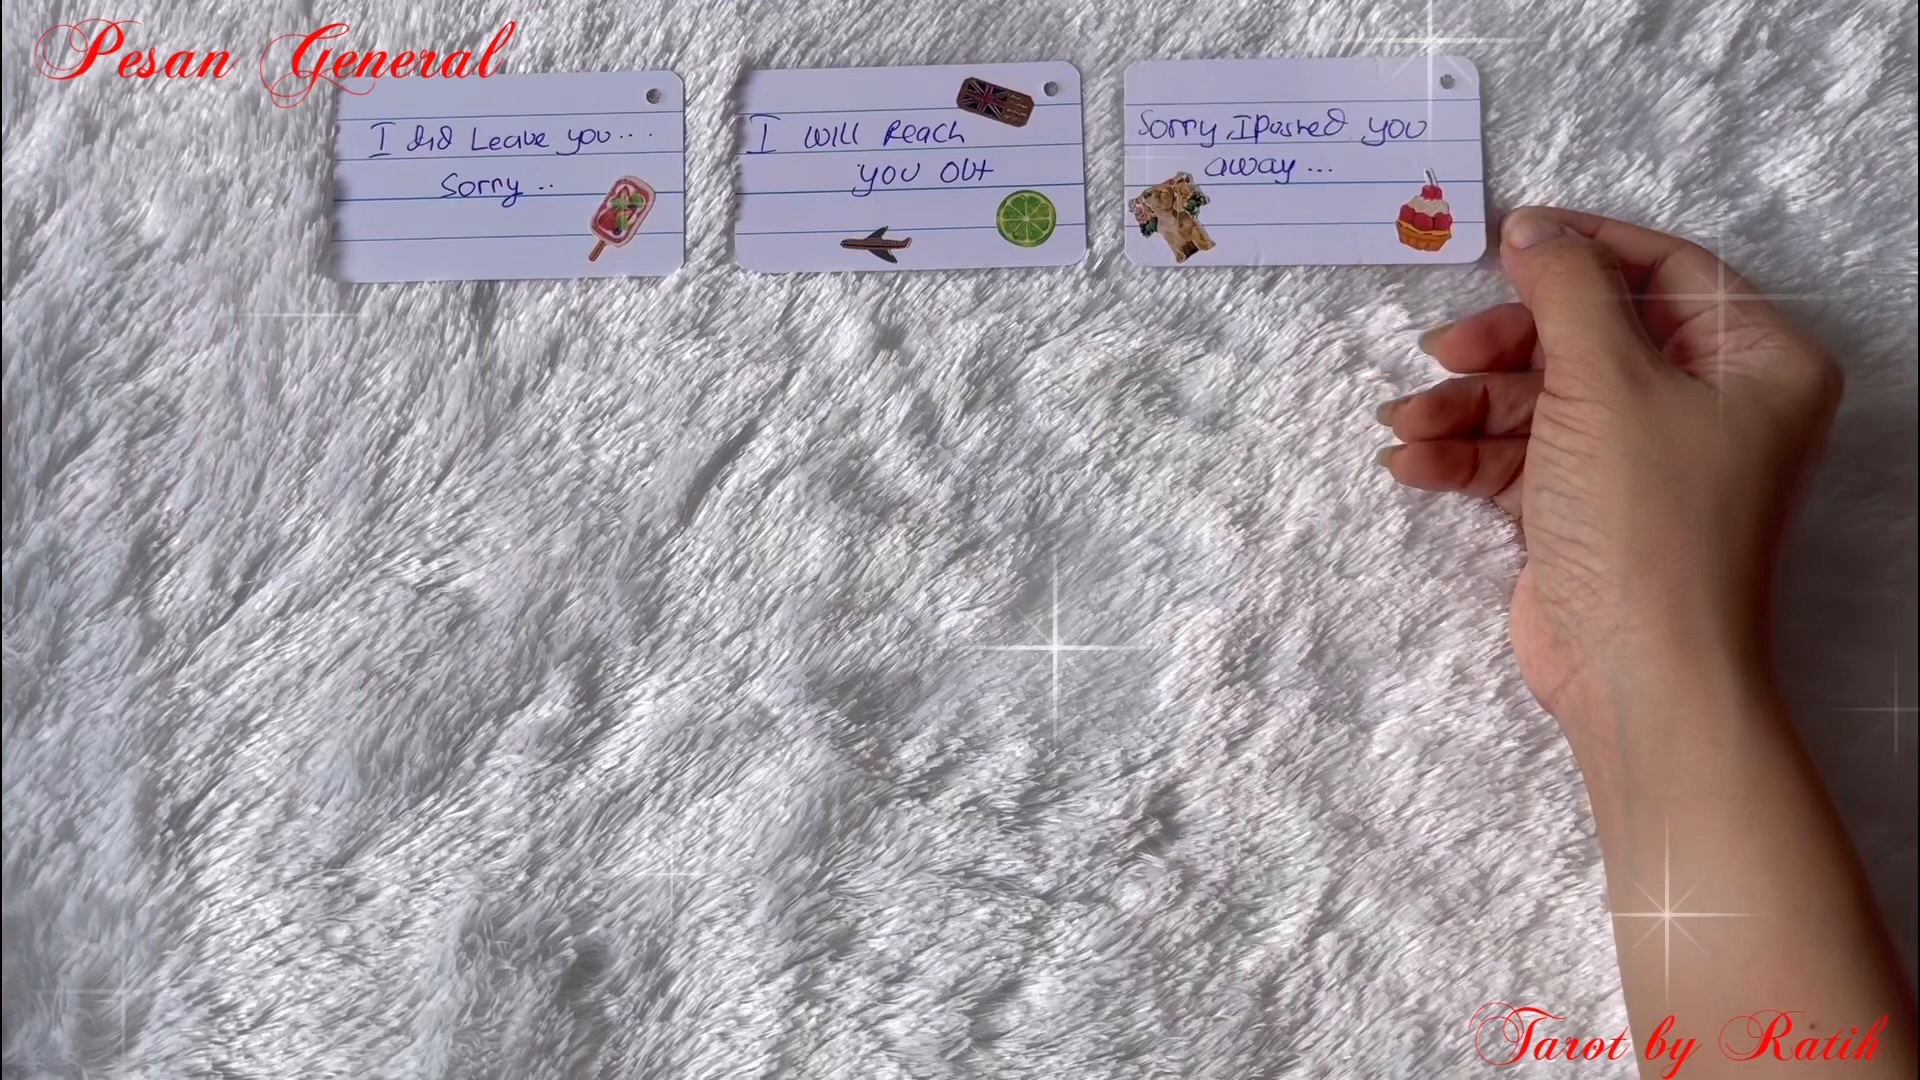 Pesan General
I did Leave you...
Sorry..
I will Reach
you out
Sorry, I pushed you
away...
Tarot by Ratih